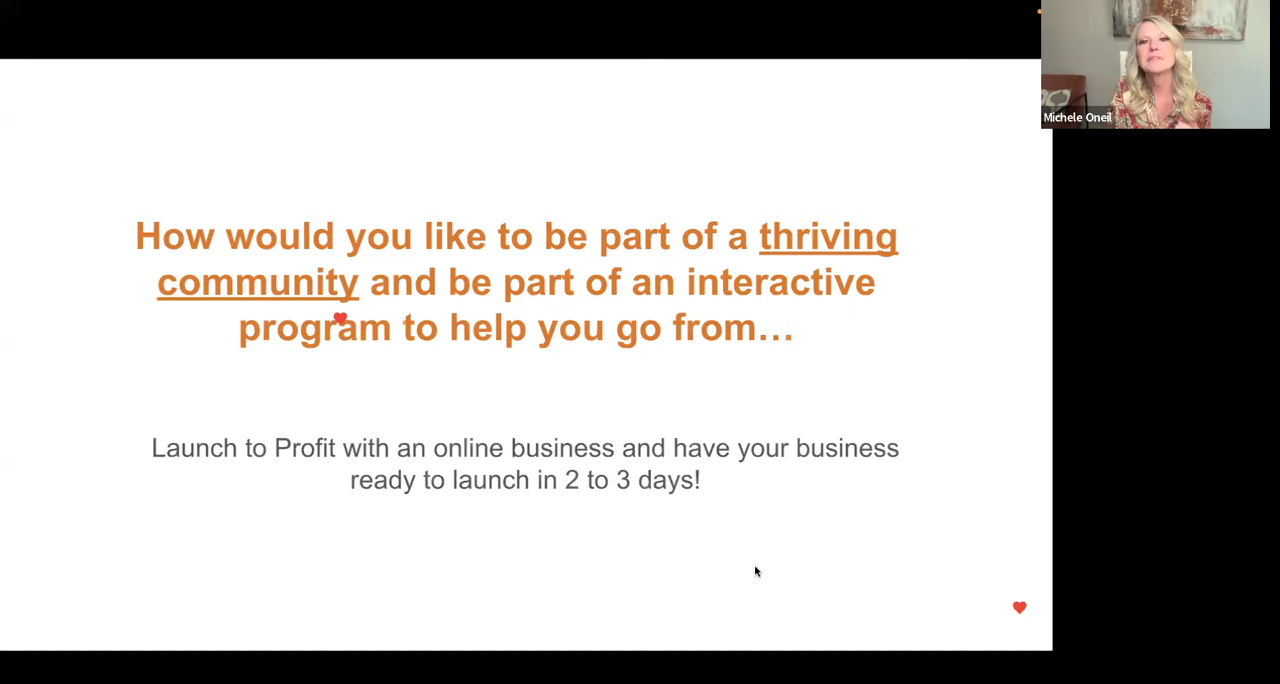 Michele Oneil
How would you like to be part of a thriving
community and be part of an interactive
program to help you go from…
Launch to Profit with an online business and have your business
ready to launch in 2 to 3 days!